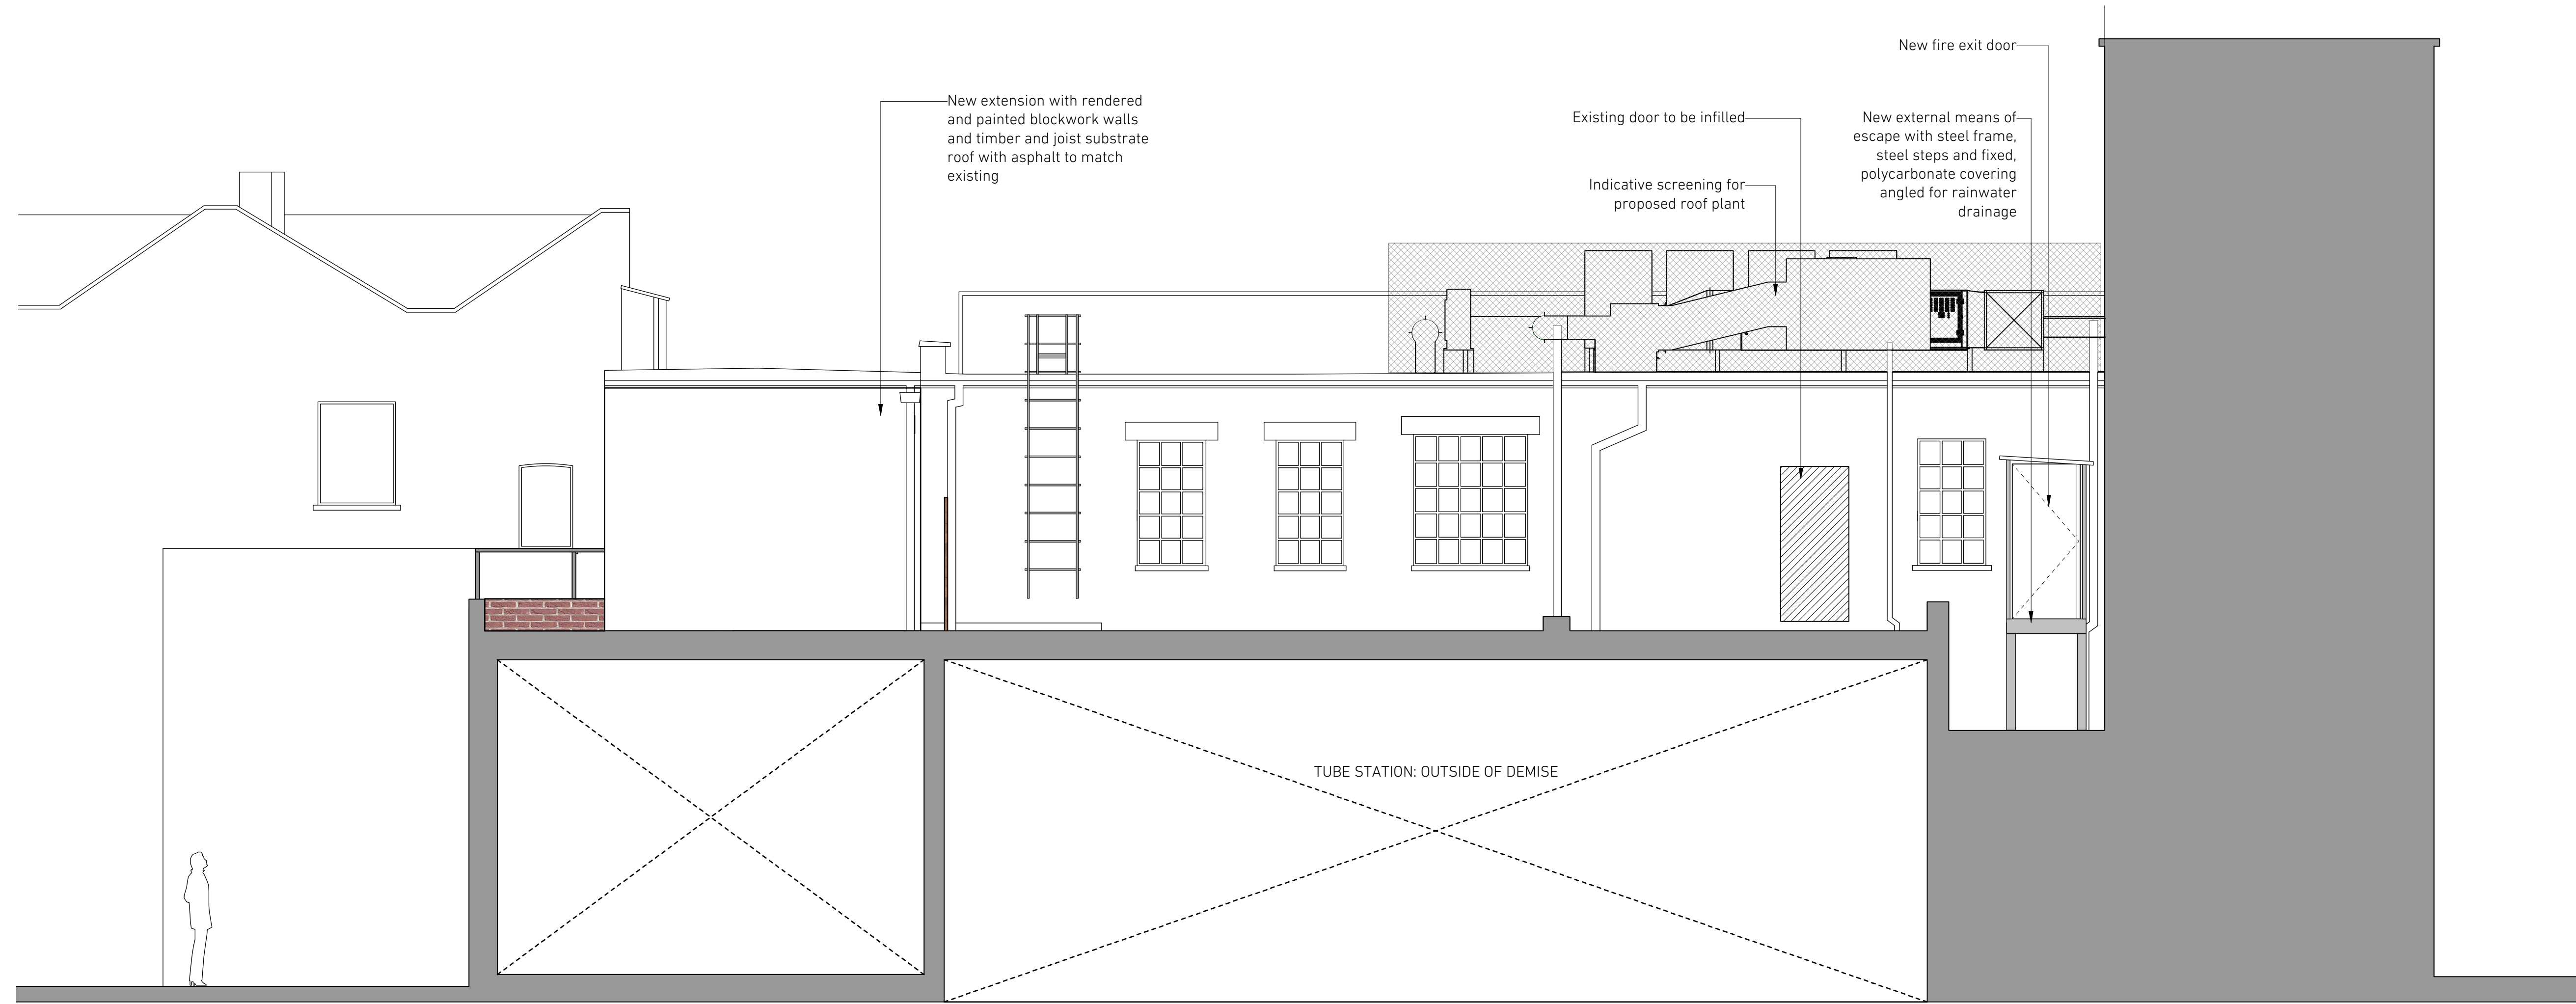 New fire exit door
New extension with rendered
and painted blockwork walls
and timber and joist substrate
roof with asphalt to match
existing
Existing door to be infilled
Indicative screening for
proposed roof plant
New external means of
escape with steel frame,
steel steps and fixed,
polycarbonate covering
angled for rainwater
drainage
TUBE STATION: OUTSIDE OF DEMISE